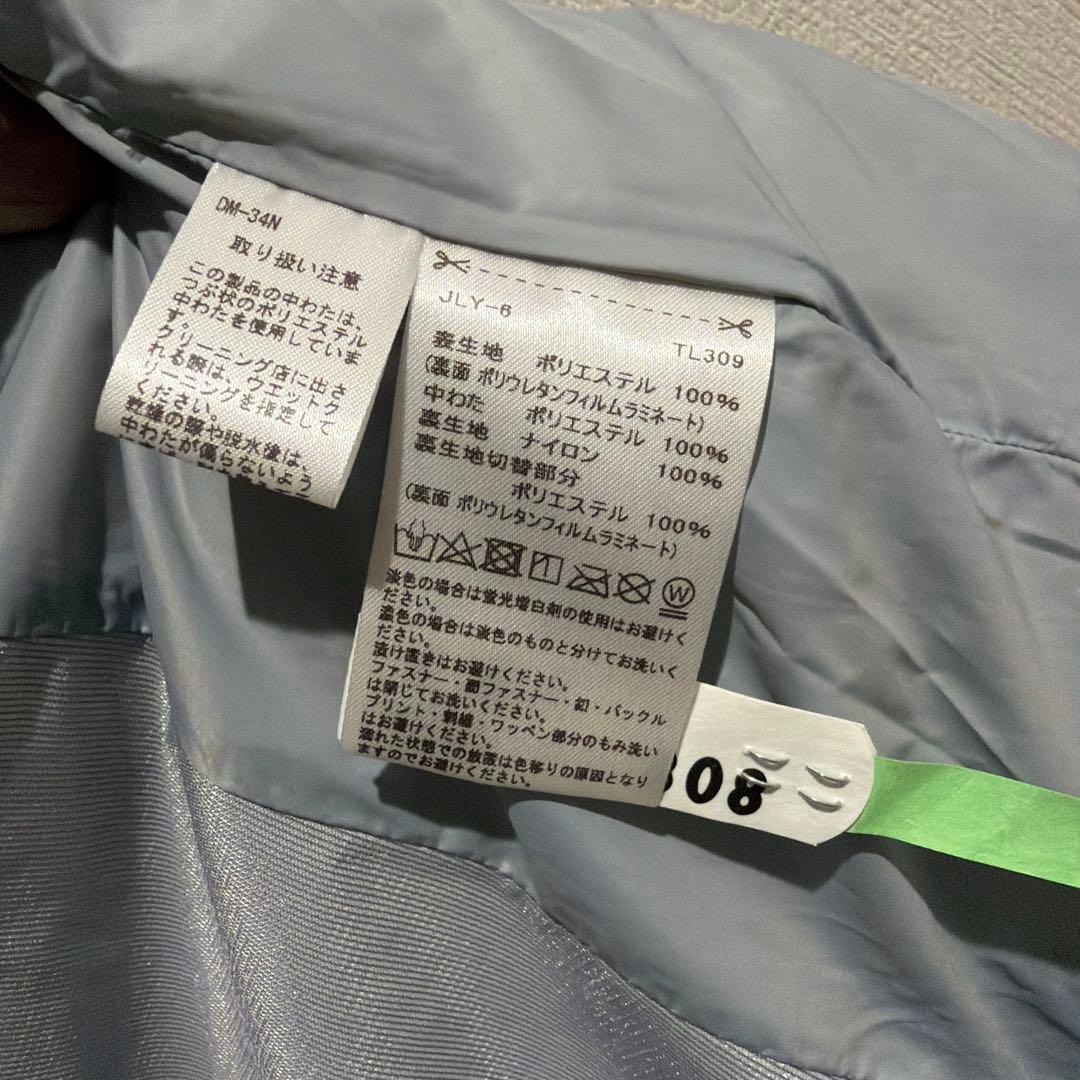 DM-34N
取り扱い注意
この製品の中わたは、
つぶ状のポリエステル
中わたを使用していま
す。
クリーニング店に出さ
れる際は、ウエットク
リーニングを指定して
ください。
乾燥の際や脱水後は、
中わたが偏らないよう
JLY-6
TL309
表生地 ポリエステル 100%
(裏面 ポリウレタンフィルムラミネート)
中わた ポリエステル 100%
裏生地 ナイロン 100%
裏生地切替部分
ポリエステル 100%
(裏面 ポリウレタンフィルムラミネート)
W
淡色の場合は蛍光増白剤の使用はお避けく
ださい。
濃色の場合は淡色のものと分けてお洗いく
ださい。
漬け置きはお避けください。
ファスナー・面ファスナー・釦・バックル
は閉じてお洗いください。
プリント・刺繍・ワッペン部分のもみ洗い
はお避けください。
濡れた状態での放置は色移りの原因となり
ますのでお避けください。
308